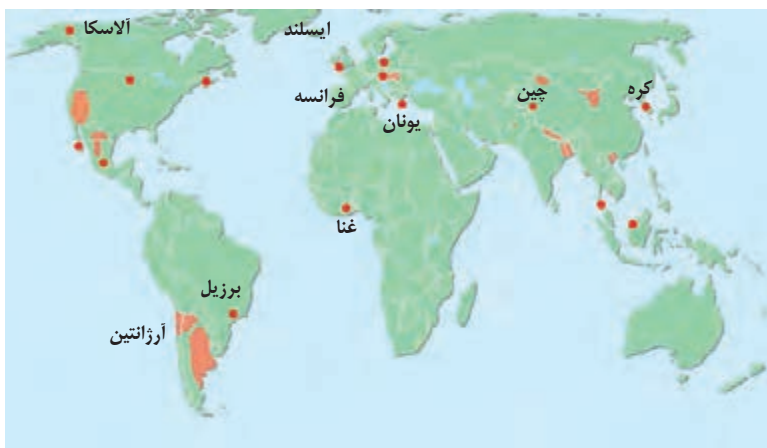 آلاسکا
ایسلند
فرانسه
یونان
چین
کره
غنا
برزیل
آرژانتین